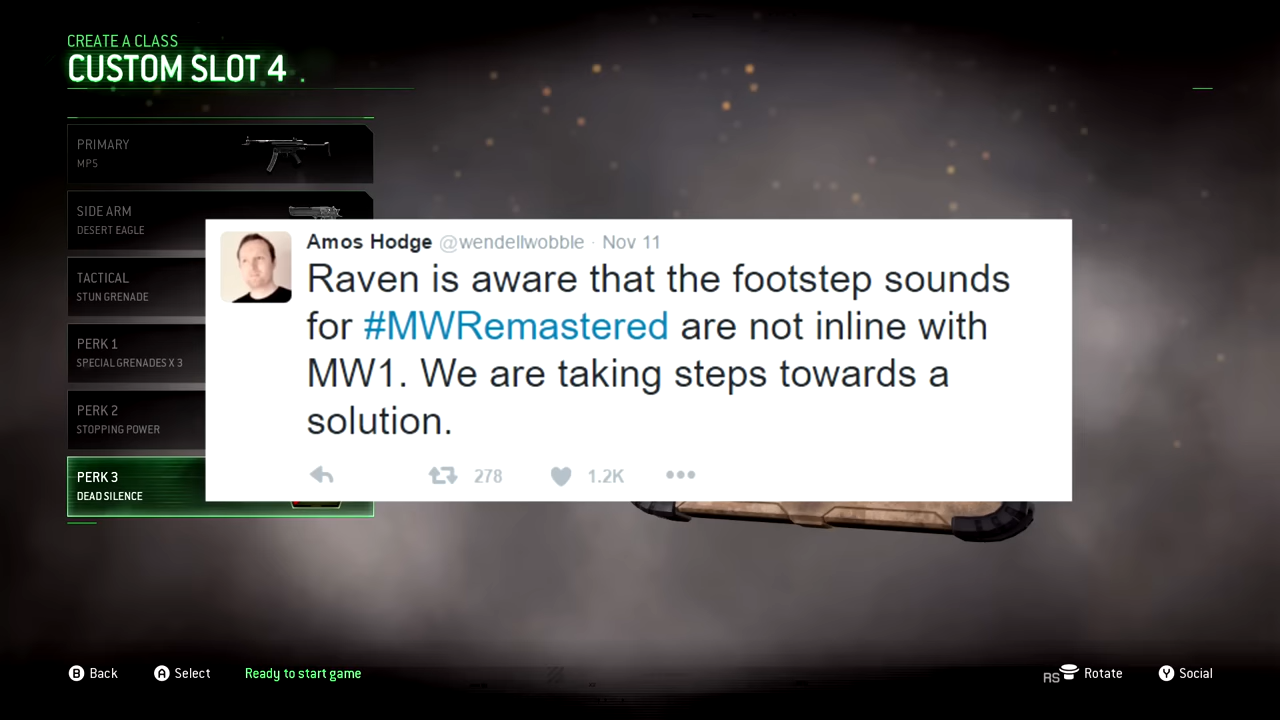 CREATE A CLASS
CUSTOM SLOT 4
PRIMARY
MP5
SIDE ARM
DESERT EAGLE
TACTICAL
STUN GRENADE
PERK 1
SPECIAL GRENADES X 3
PERK 2
STOPPING POWER
PERK 3
DEAD SILENCE
Amos Hodge @wendellwobble · Nov 11
Raven is aware that the footstep sounds
for #MWRemastered are not inline with
MW1. We are taking steps towards a
solution.
278 1.2K
B Back A Select Ready to start game RS Rotate Y Social